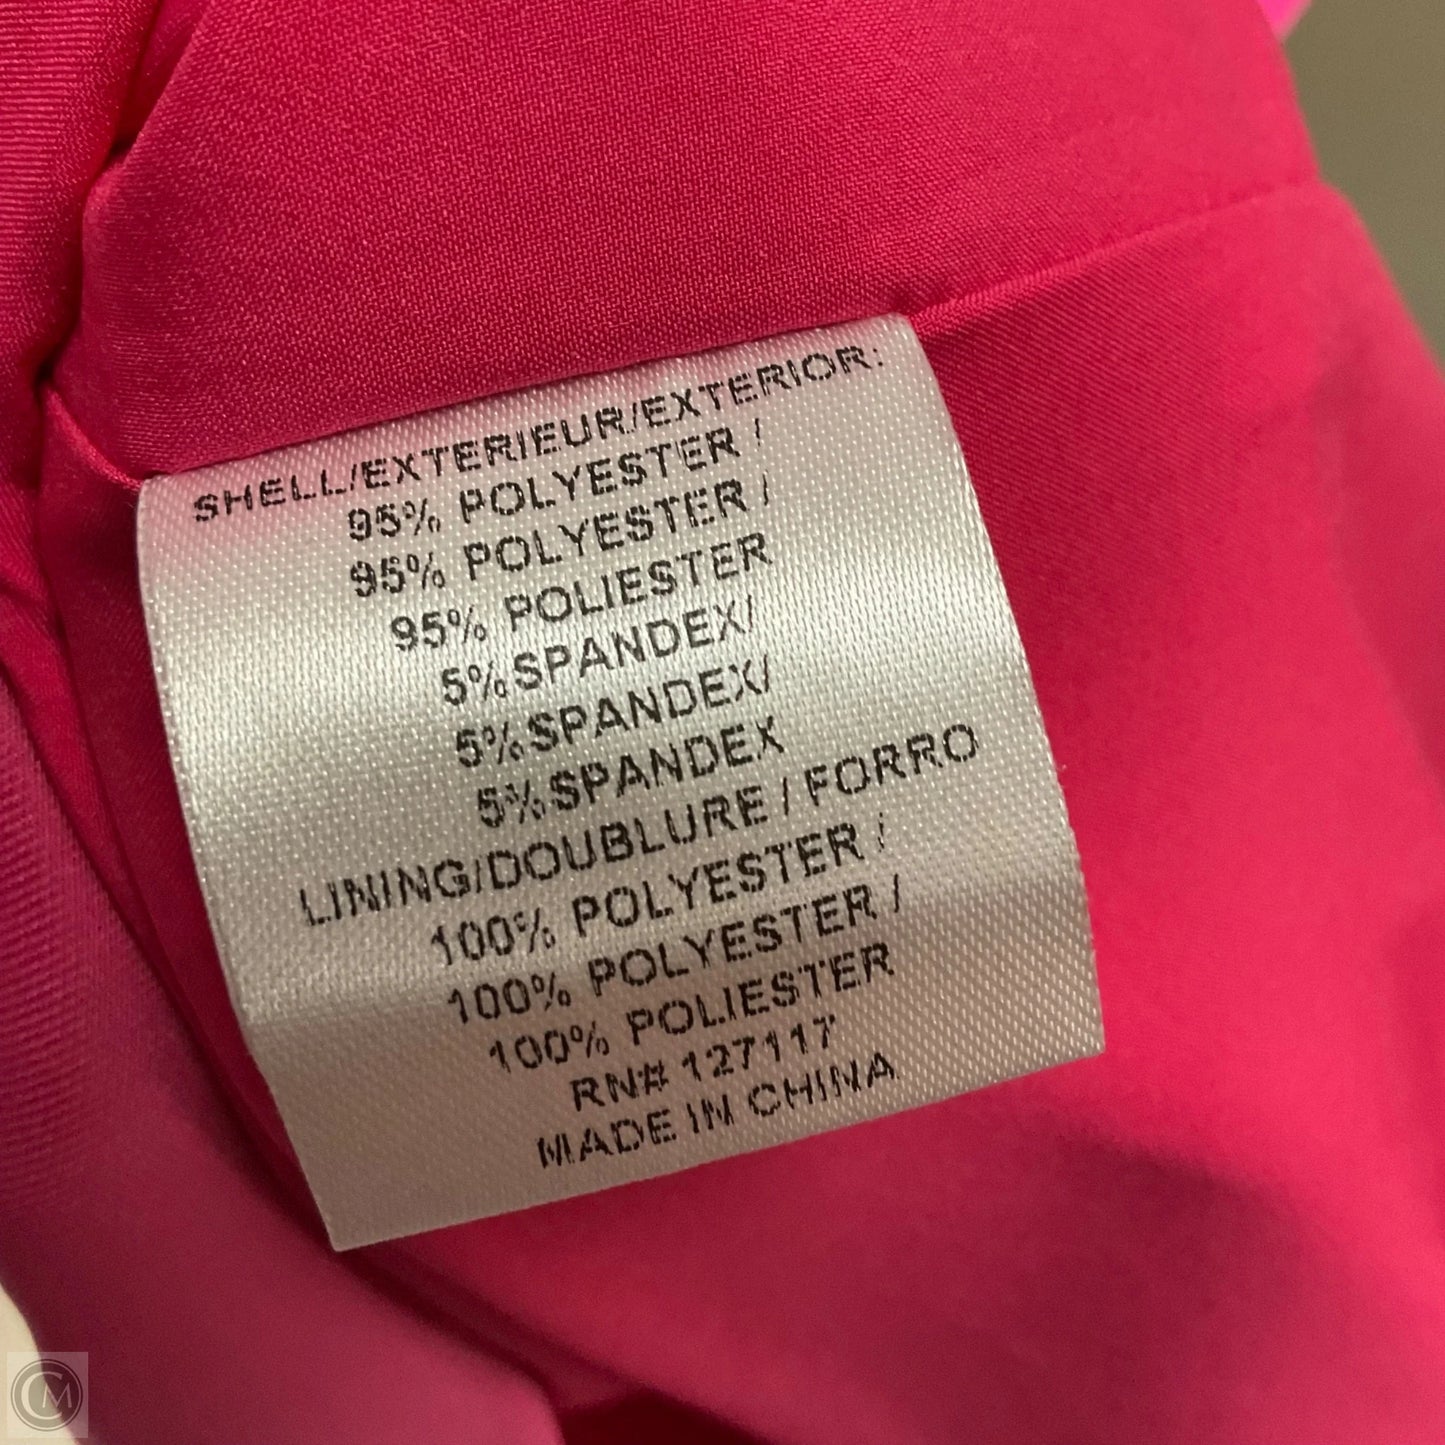 SHELL/EXTERIEUR/EXTERIOR:
95% POLYESTER /
95% POLYESTER /
95% POLIESTER
5%SPANDEX/
5%SPANDEX/
5%SPANDEX
LINING/DOUBLURE / FORRO
100% POLYESTER /
100% POLYESTER /
100% POLIESTER
RN# 127117
MADE IN CHINA
CM